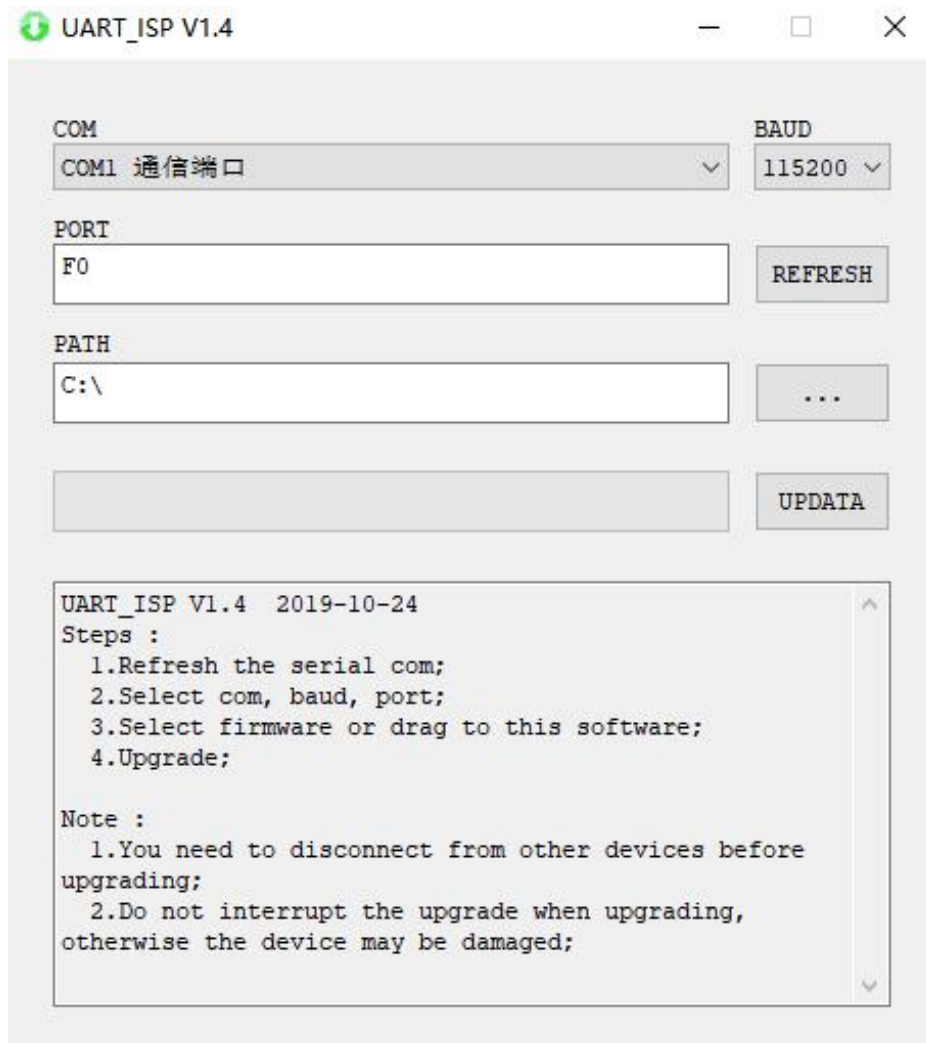 UART_ISP V1.4
COM
BAUD
COM1 通信端口
115200
PORT
F0
REFRESH
PATH
C:\
...
UPDATA
UART_ISP V1.4  2019-10-24
Steps :
1.Refresh the serial com;
2.Select com, baud, port;
3.Select firmware or drag to this software;
4.Upgrade;
Note :
1.You need to disconnect from other devices before
upgrading;
2.Do not interrupt the upgrade when upgrading,
otherwise the device may be damaged;